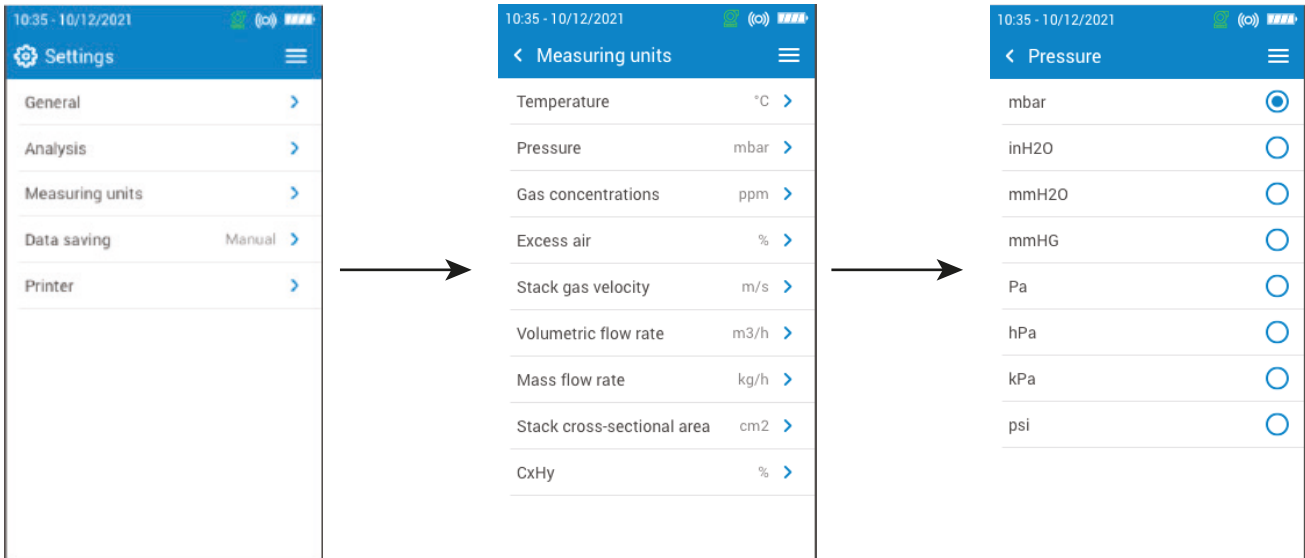 10:35 - 10/12/2021
Settings
General
Analysis
Measuring units
Data saving Manual
Printer
10:35 - 10/12/2021
Measuring units
Temperature °C
Pressure mbar
Gas concentrations ppm
Excess air %
Stack gas velocity m/s
Volumetric flow rate m3/h
Mass flow rate kg/h
Stack cross-sectional area cm2
CxHy %
10:35 - 10/12/2021
Pressure
mbar
inH2O
mmH2O
mmHG
Pa
hPa
kPa
psi